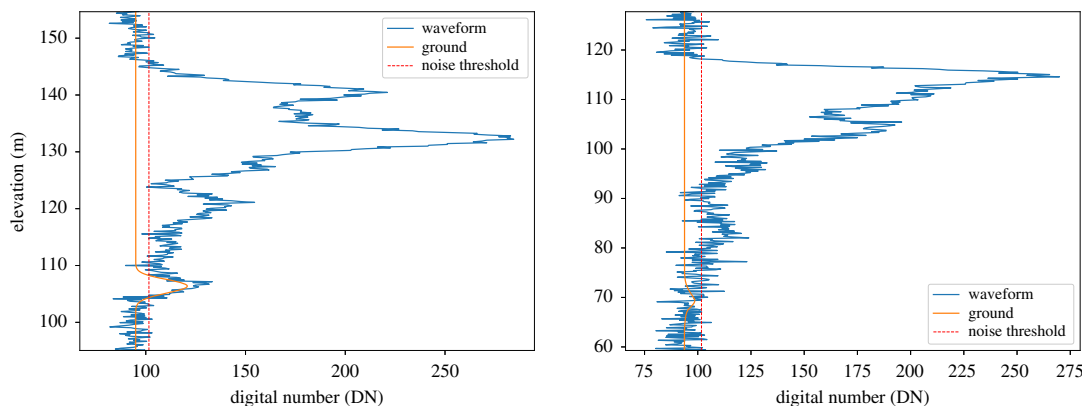 150
140
130
120
110
100
elevation (m)
100
150
200
250
digital number (DN)
waveform
ground
noise threshold
120
110
100
90
80
70
60
75
100
125
150
175
200
225
250
275
digital number (DN)
waveform
ground
noise threshold